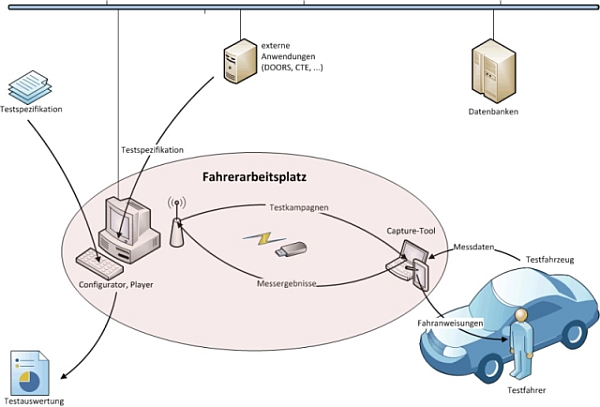 externe
Anwendungen
(DOORS, CTE, ...)
Testspezifikation
Datenbanken
Testspezifikation
Fahrerarbeitsplatz
Testkampagnen
Capture-Tool
Messdaten
Testfahrzeug
Configurator, Player
Messergebnisse
Fahranweisungen
Testfahrer
Testauswertung